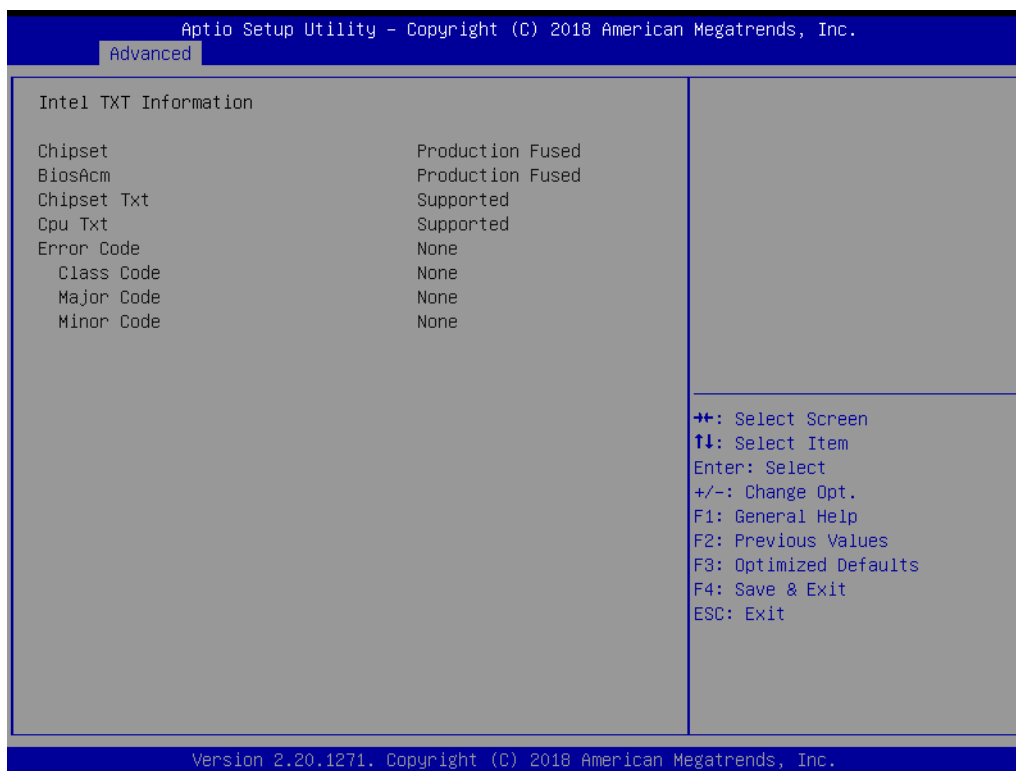 Aptio Setup Utility – Copyright (C) 2018 American Megatrends, Inc.
Advanced
Intel TXT Information
Chipset Production Fused
BiosAcm Production Fused
Chipset Txt Supported
Cpu Txt Supported
Error Code None
Class Code None
Major Code None
Minor Code None
→←: Select Screen
↑↓: Select Item
Enter: Select
+/-: Change Opt.
F1: General Help
F2: Previous Values
F3: Optimized Defaults
F4: Save & Exit
ESC: Exit
Version 2.20.1271. Copyright (C) 2018 American Megatrends, Inc.